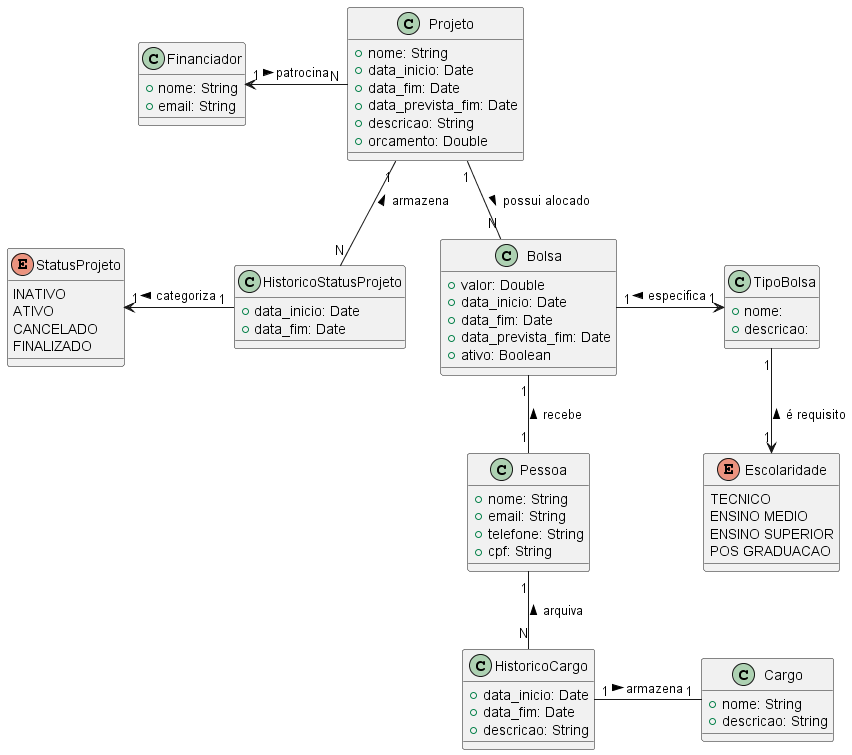 C Projeto
nome: String
data_inicio: Date
data_fim: Date
data_prevista_fim: Date
descricao: String
orcamento: Double
C Financiador
nome: String
email: String
1 patrocina N
1
armazena
N
1
possui alocado
N
E StatusProjeto
INATIVO
ATIVO
CANCELADO
FINALIZADO
1 categoriza 1
C HistoricoStatusProjeto
data_inicio: Date
data_fim: Date
C Bolsa
valor: Double
data_inicio: Date
data_fim: Date
data_prevista_fim: Date
ativo: Boolean
1 especifica 1
C TipoBolsa
nome:
descricao:
1
recebe
1
1
é requisito
1
C Pessoa
nome: String
email: String
telefone: String
cpf: String
E Escolaridade
TECNICO
ENSINO MEDIO
ENSINO SUPERIOR
POS GRADUACAO
1
arquiva
N
C HistoricoCargo
data_inicio: Date
data_fim: Date
descricao: String
1 armazena 1
C Cargo
nome: String
descricao: String